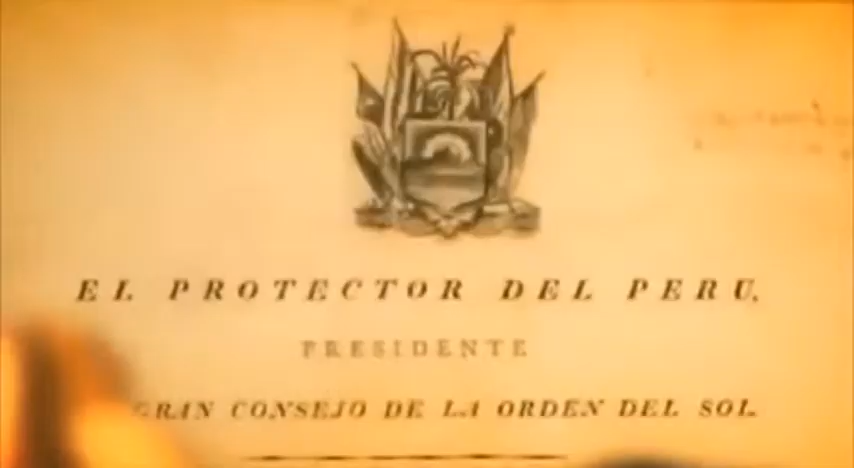 EL PROTECTOR DEL PERU,
PRESIDENTE
GRAN CONSEJO DE LA ORDEN DEL SOL.